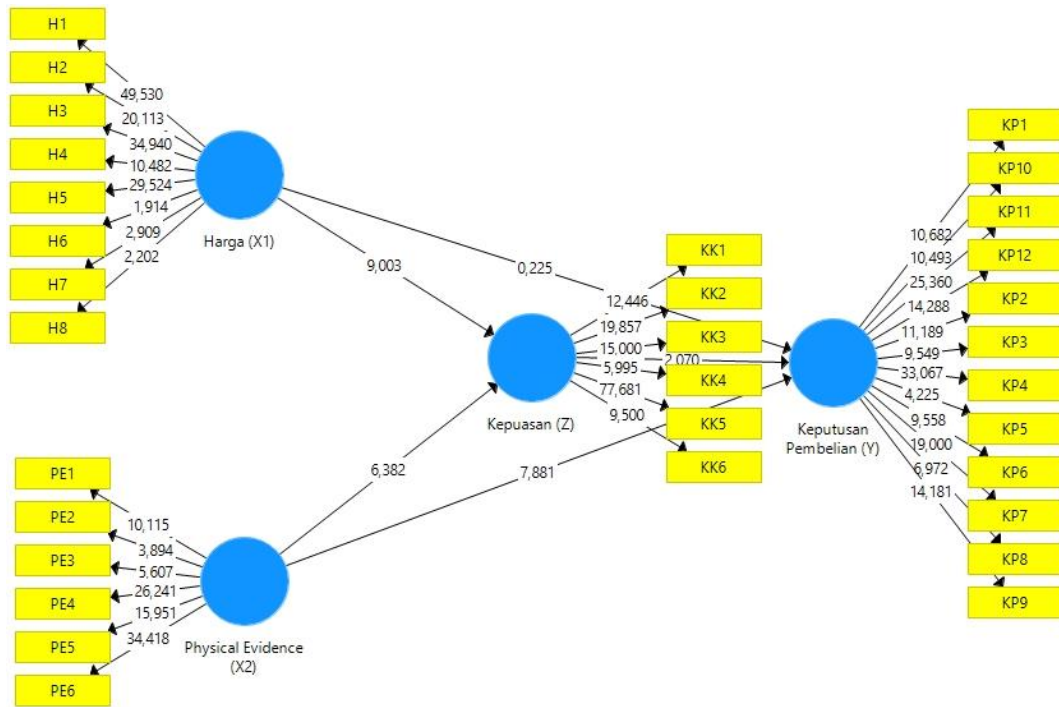 H1
H2
H3
H4
H5
H6
H7
H8
49,530
20,113
34,940
10,482
29,524
1,914
2,909
2,202
Harga (X1)
9,003
0,225
PE1
PE2
PE3
PE4
PE5
PE6
10,115
3,894
5,607
26,241
15,951
34,418
Physical Evidence
(X2)
6,382
7,881
Kepuasan (Z)
12,446
19,857
15,000
5,995
77,681
9,500
2,070
KK1
KK2
KK3
KK4
KK5
KK6
Keputusan
Pembelian (Y)
10,682
10,493
25,360
14,288
11,189
9,549
33,067
4,225
9,558
19,000
6,972
14,181
KP1
KP10
KP11
KP12
KP2
KP3
KP4
KP5
KP6
KP7
KP8
KP9